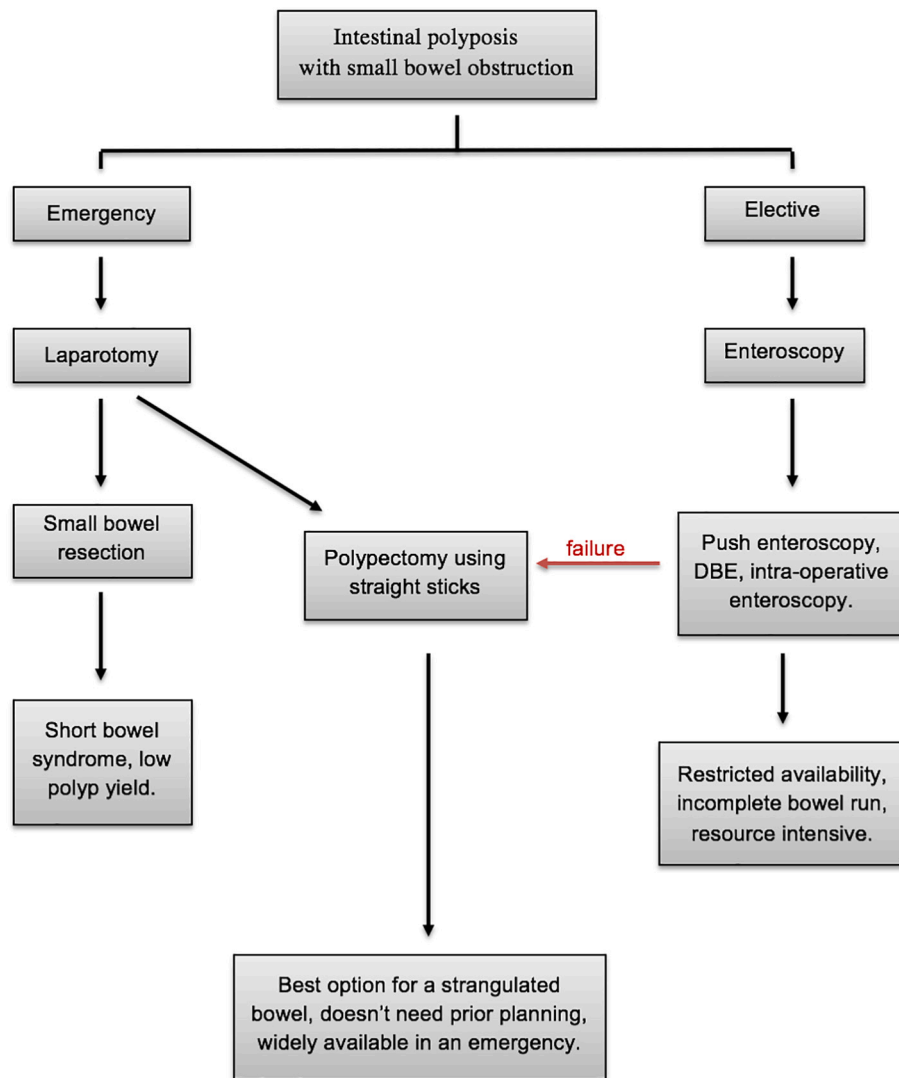 Intestinal polyposis
with small bowel obstruction
Emergency
Elective
Laparotomy
Enteroscopy
Small bowel
resection
Polypectomy using
straight sticks
failure
Push enteroscopy,
DBE, intra-operative
enteroscopy.
Short bowel
syndrome, low
polyp yield.
Restricted availability,
incomplete bowel run,
resource intensive.
Best option for a strangulated
bowel, doesn't need prior planning,
widely available in an emergency.